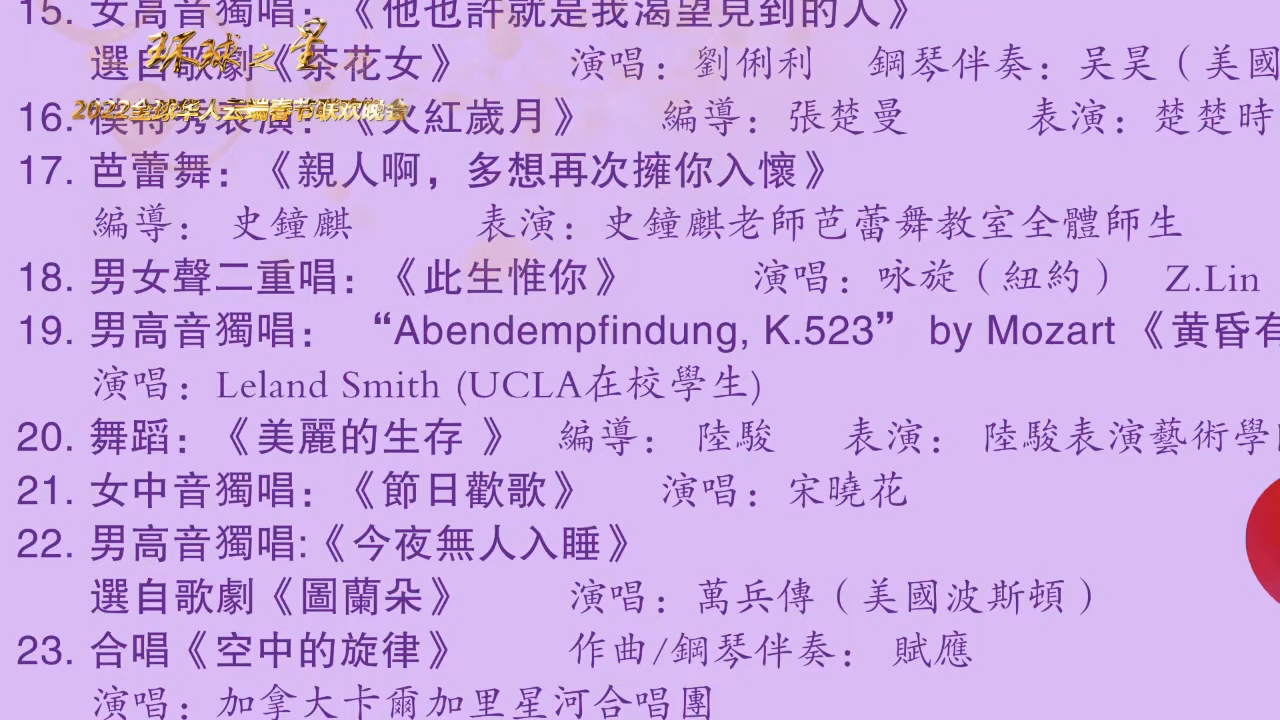 15. 女高音獨唱：《他也許就是我渴望見到的人》
環球之星
選自歌劇《茶花女》 演唱：劉俐利 鋼琴伴奏：吴昊（美國
2022全球华人云端春节联欢晚会
16. 模特秀表演：《火紅歲月》 編導：張楚曼 表演：楚楚時
17. 芭蕾舞：《親人啊，多想再次擁你入懷》
編導： 史鐘麒 表演：史鐘麒老師芭蕾舞教室全體師生
18. 男女聲二重唱：《此生惟你》 演唱：咏旋（紐約） Z.Lin
19. 男高音獨唱： “Abendempfindung, K.523” by Mozart《黄昏有
演唱：Leland Smith (UCLA在校學生)
20. 舞蹈：《美麗的生存 》 編導： 陸駿 表演： 陸駿表演藝術學
21. 女中音獨唱：《節日歡歌》 演唱：宋曉花
22. 男高音獨唱:《今夜無人入睡》
選自歌劇《圖蘭朵》 演唱：萬兵傳（美國波斯頓）
23. 合唱《空中的旋律》 作曲/鋼琴伴奏： 賦應
演唱：加拿大卡爾加里星河合唱團